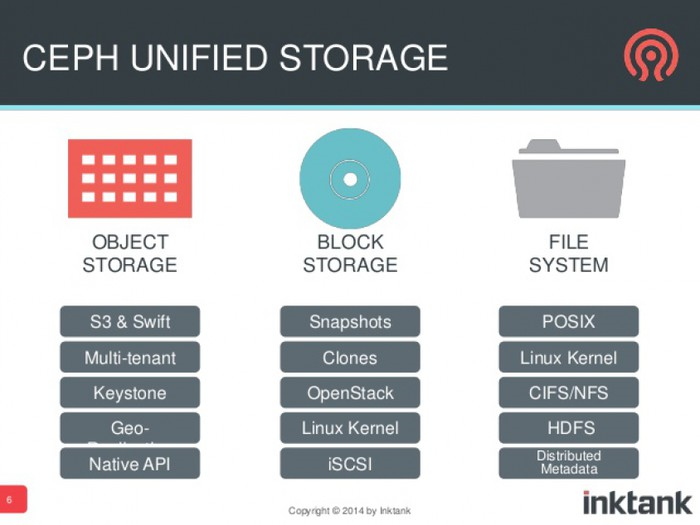 CEPH UNIFIED STORAGE
OBJECT
STORAGE
S3 & Swift
Multi-tenant
Keystone
Geo-
Native API
BLOCK
STORAGE
Snapshots
Clones
OpenStack
Linux Kernel
iSCSI
FILE
SYSTEM
POSIX
Linux Kernel
CIFS/NFS
HDFS
Distributed
Metadata
6
Copyright © 2014 by Inktank
inktank